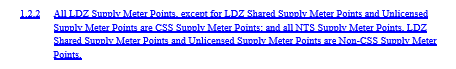 1.2.2 All LDZ Supply Meter Points, except for LDZ Shared Supply Meter Points and Unlicensed
Supply Meter Points are CSS Supply Meter Points; and all NTS Supply Meter Points, LDZ
Shared Supply Meter Points and Unlicensed Supply Meter Points are Non-CSS Supply Meter
Points.